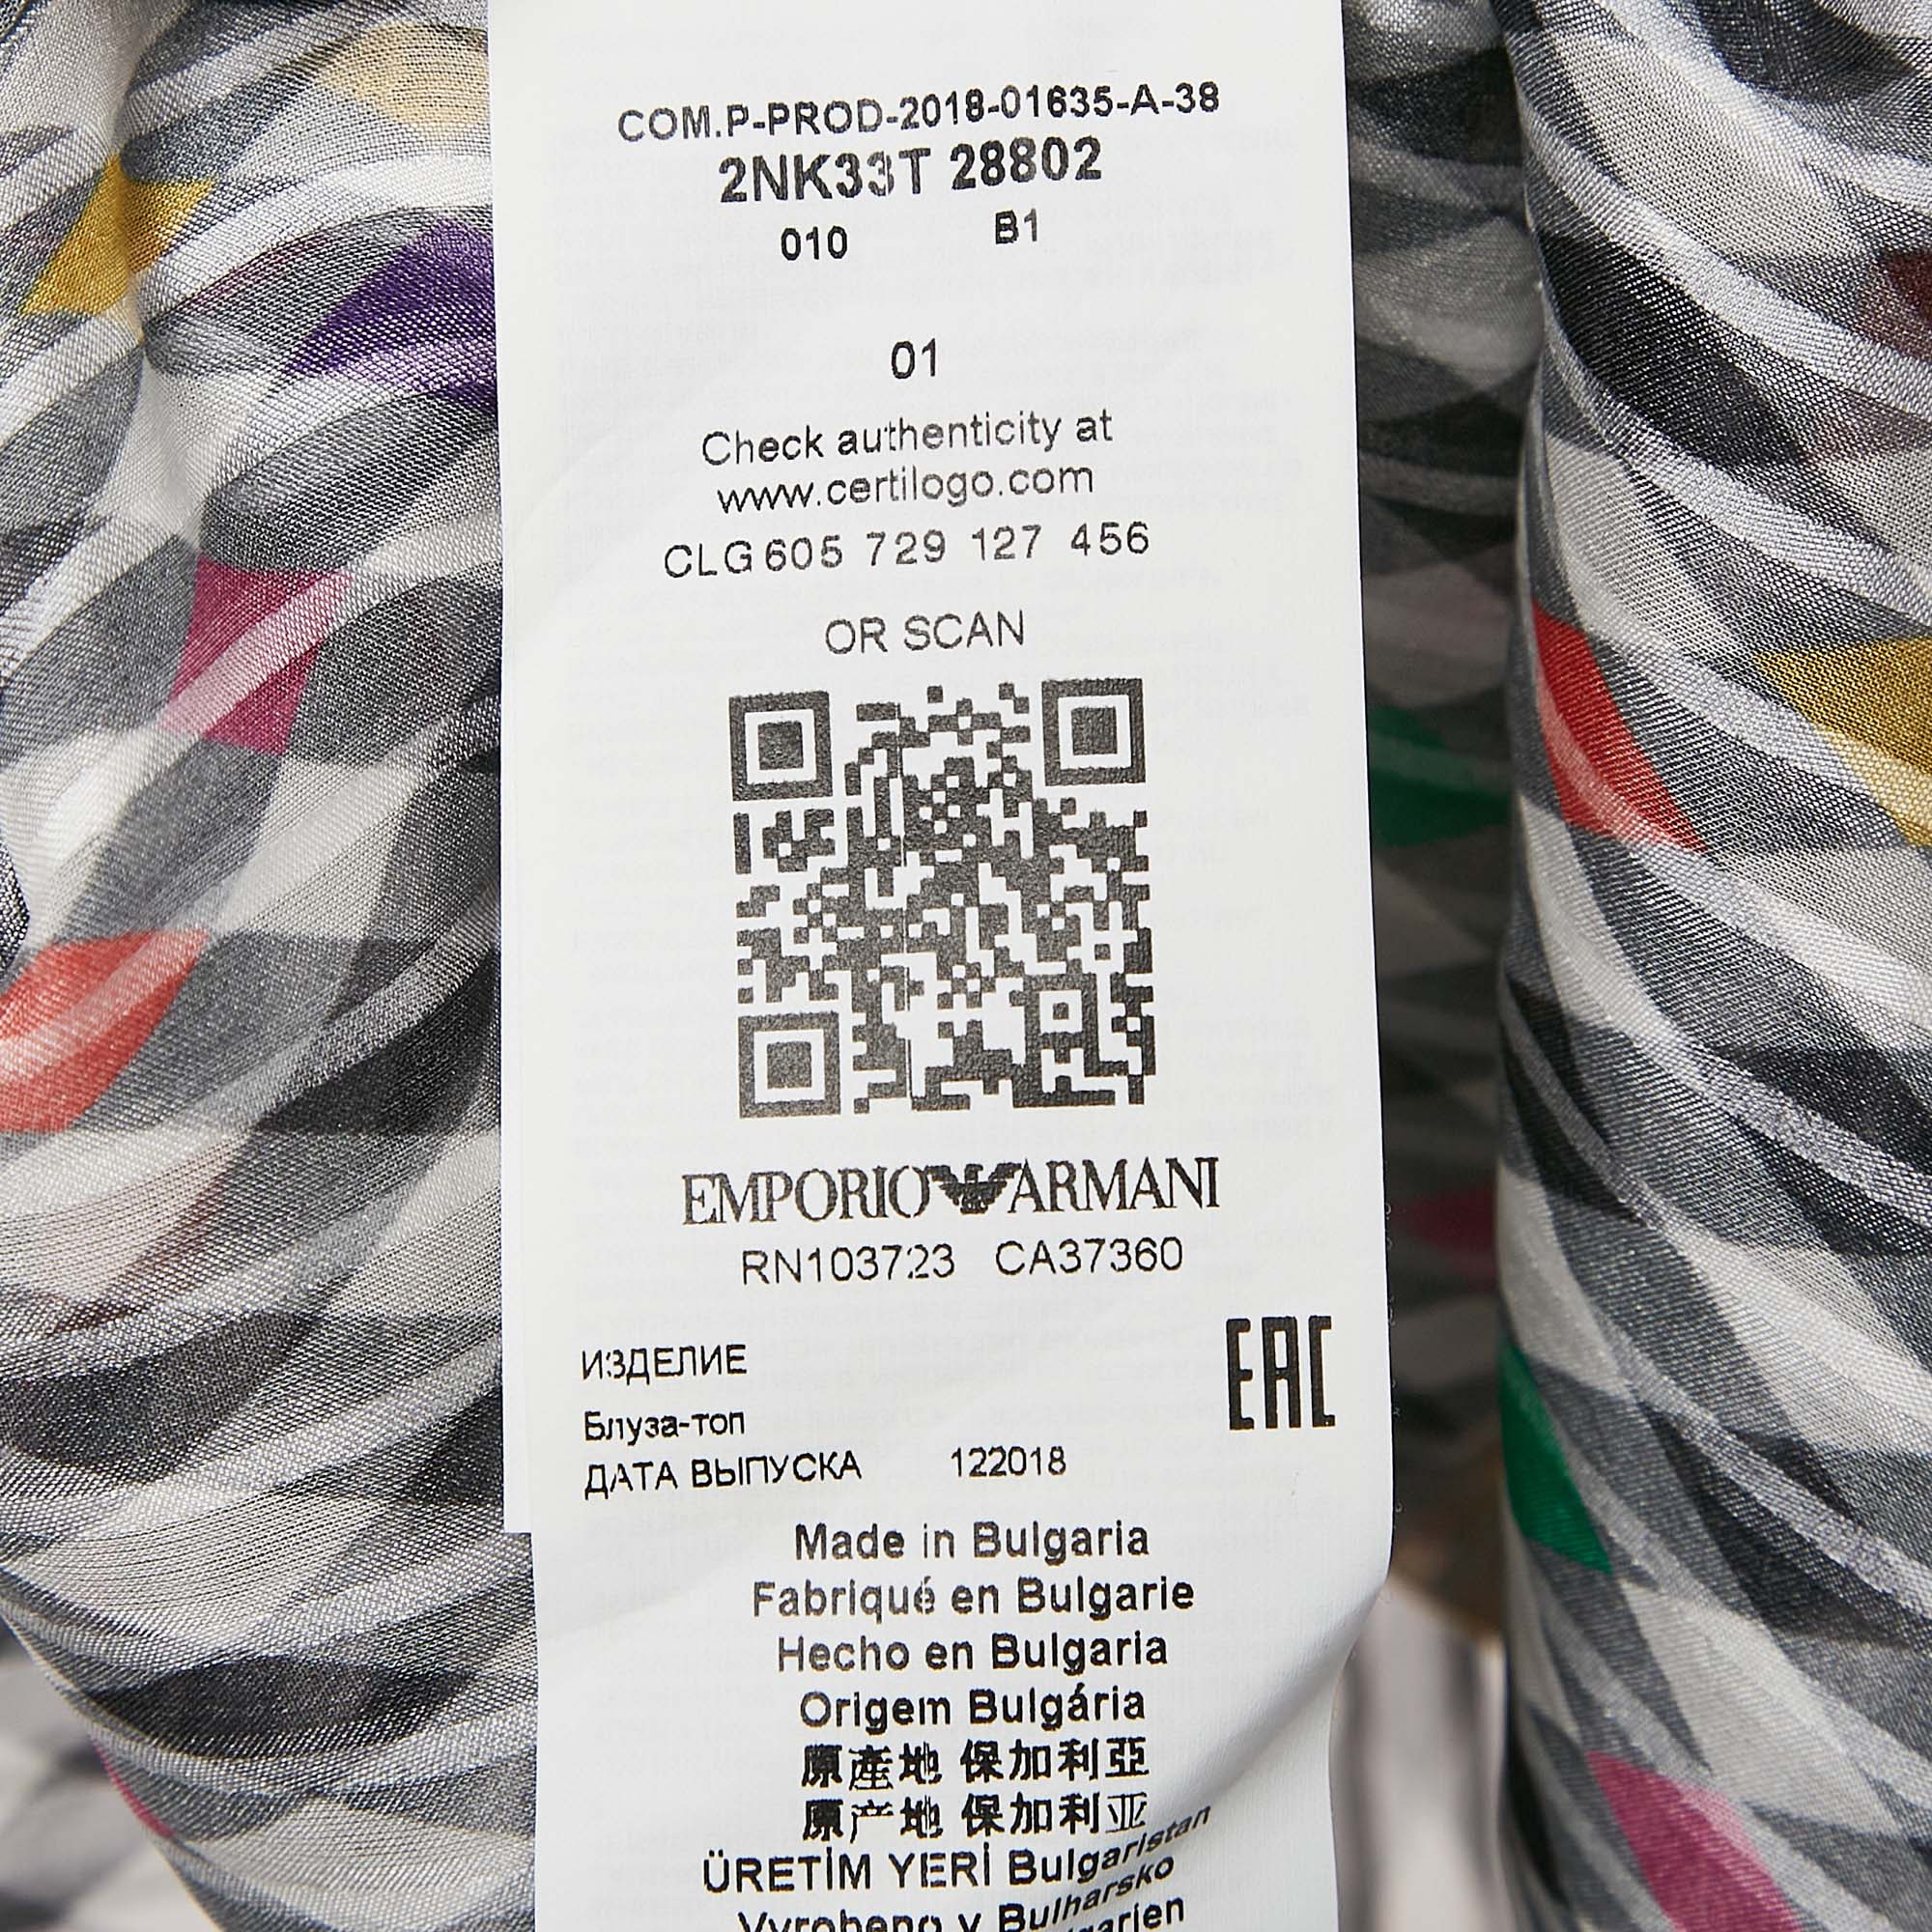 COM.P-PROD-2018-01635-A-38
2NK33T 28802
010 B1
01
Check authenticity at
www.certilogo.com
CLG 605 729 127 456
OR SCAN
EMPORIO ARMANI
RN103723 CA37360
EAC
ИЗДЕЛИЕ
Блуза-топ
ДАТА ВЫПУСКА 122018
Made in Bulgaria
Fabriqué en Bulgarie
Hecho en Bulgaria
Origem Bulgária
原產地 保加利亞
原产地 保加利亚
ÜRETİM YERİ Bulgaristan
Vyrobeno v Bulharsko